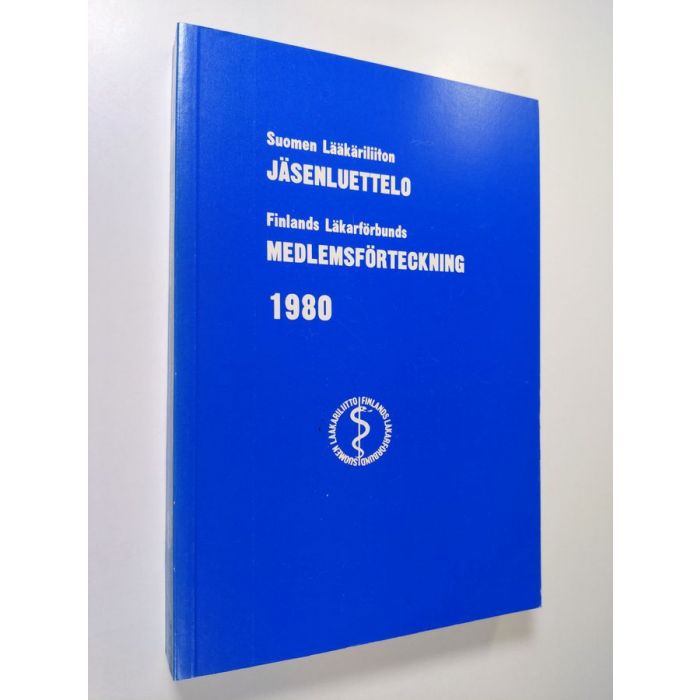 Suomen Lääkäriliiton
JÄSENLUETTELO
Finlands Läkarförbunds
MEDLEMSFÖRTECKNING
1980
SUOMEN LÄÄKÄRILIITTO
FINLANDS LÄKARFÖRBUND